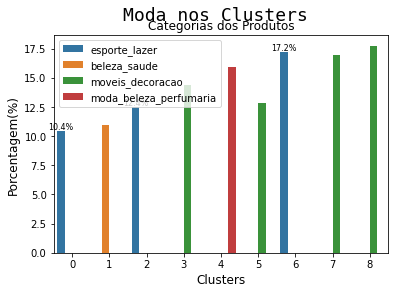 Moda nos Clusters
Categorias dos Produtos
esporte_lazer
beleza_saude
moveis_decoracao
moda_beleza_perfumaria
10.4%
17.2%
Porcentagem(%)
17.5
15.0
12.5
10.0
7.5
5.0
2.5
0.0
0 1 2 3 4 5 6 7 8
Clusters